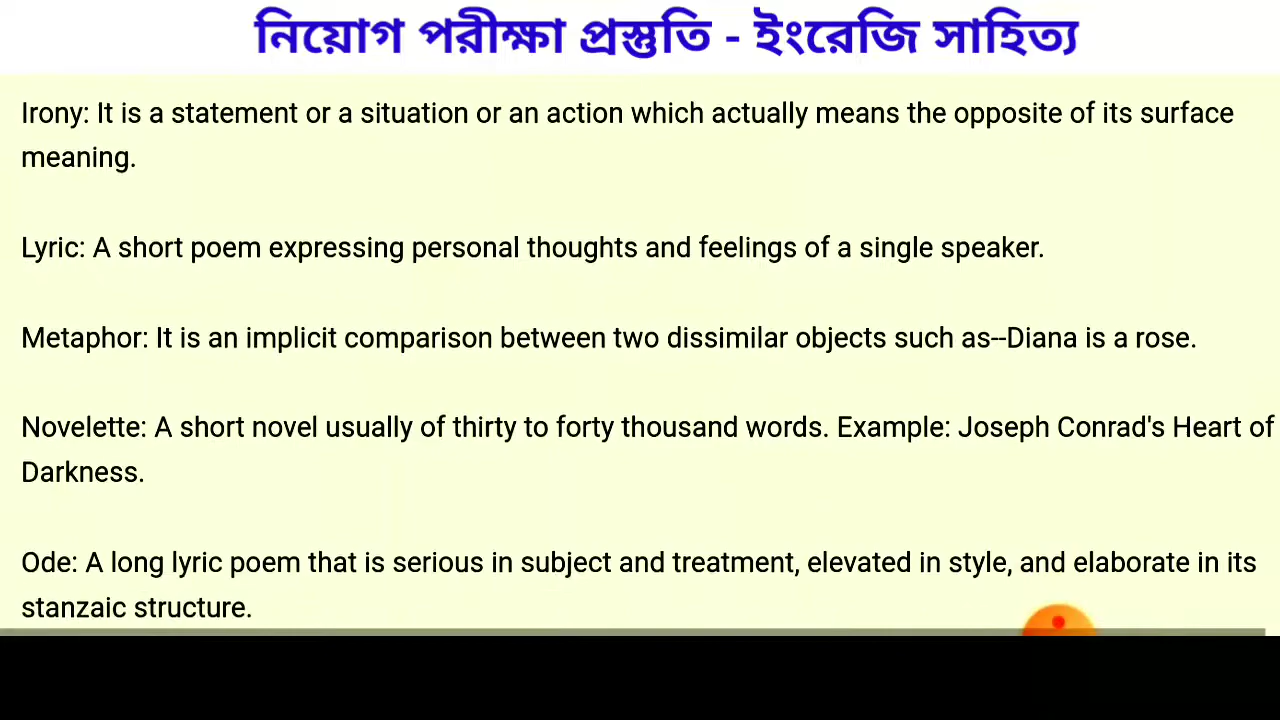 নিয়োগ পরীক্ষা প্রস্তুতি - ইংরেজি সাহিত্য
Irony: It is a statement or a situation or an action which actually means the opposite of its surface
meaning.
Lyric: A short poem expressing personal thoughts and feelings of a single speaker.
Metaphor: It is an implicit comparison between two dissimilar objects such as--Diana is a rose.
Novelette: A short novel usually of thirty to forty thousand words. Example: Joseph Conrad's Heart of
Darkness.
Ode: A long lyric poem that is serious in subject and treatment, elevated in style, and elaborate in its
stanzaic structure.